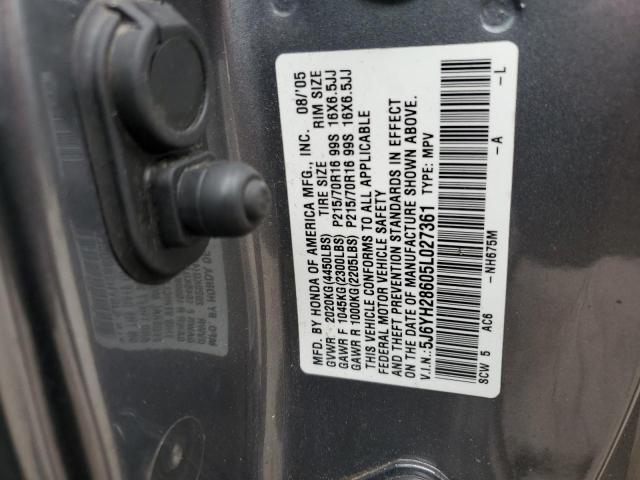 MFD. BY HONDA OF AMERICA MFG., INC. 08/'05
GVWR 2020KG(4450LBS) TIRE SIZE RIM SIZE
GAWR F 1045KG(2300LBS) P215/70R16 99S 16X6.5JJ
GAWR R 1000KG(2205LBS) P215/70R16 99S 16X6.5JJ
THIS VEHICLE CONFORMS TO ALL APPLICABLE
FEDERAL MOTOR VEHICLE SAFETY
AND THEFT PREVENTION STANDARDS IN EFFECT
ON THE DATE OF MANUFACTURE SHOWN ABOVE.
V.I.N.:5J6YH28605L027361 TYPE: MPV
SCW 5 AC6 -NH675M -A -L